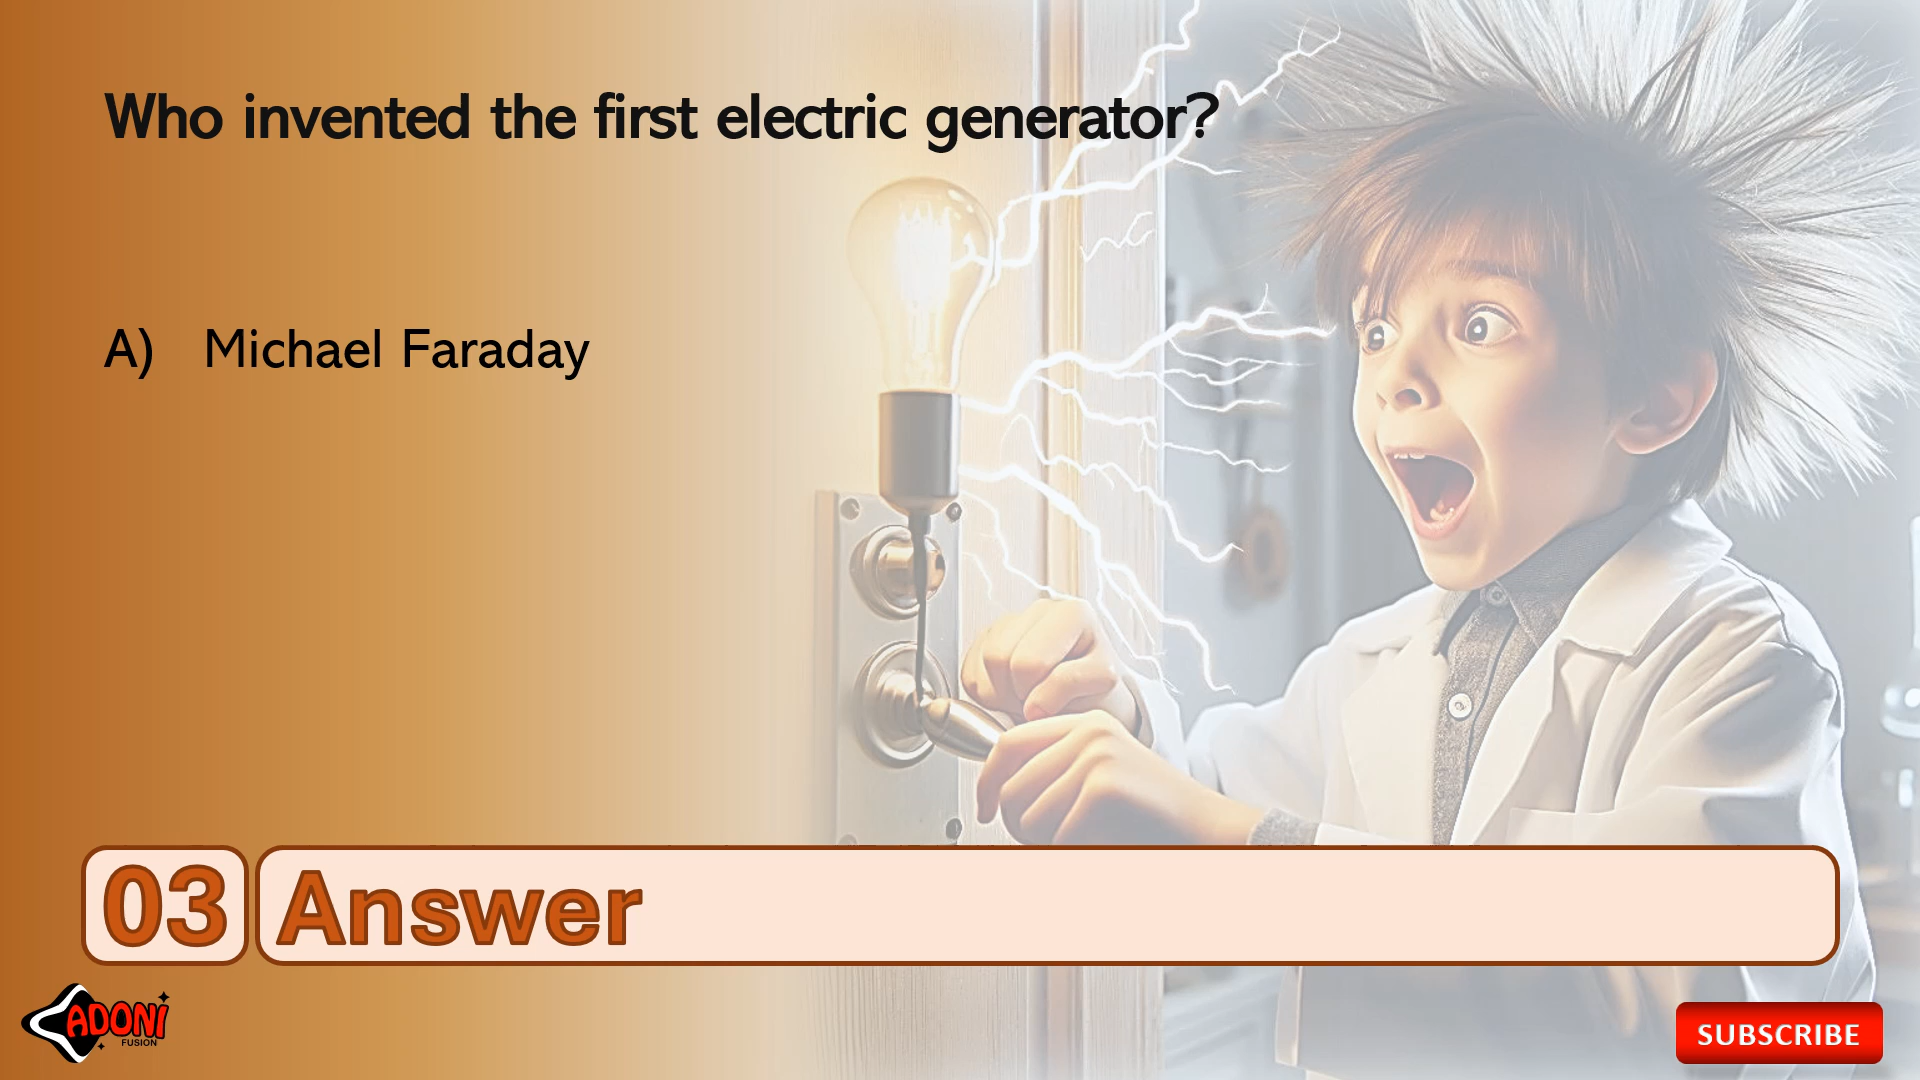 Who invented the first electric generator?
A) Michael Faraday
03 Answer
ADONI
FUSION
SUBSCRIBE